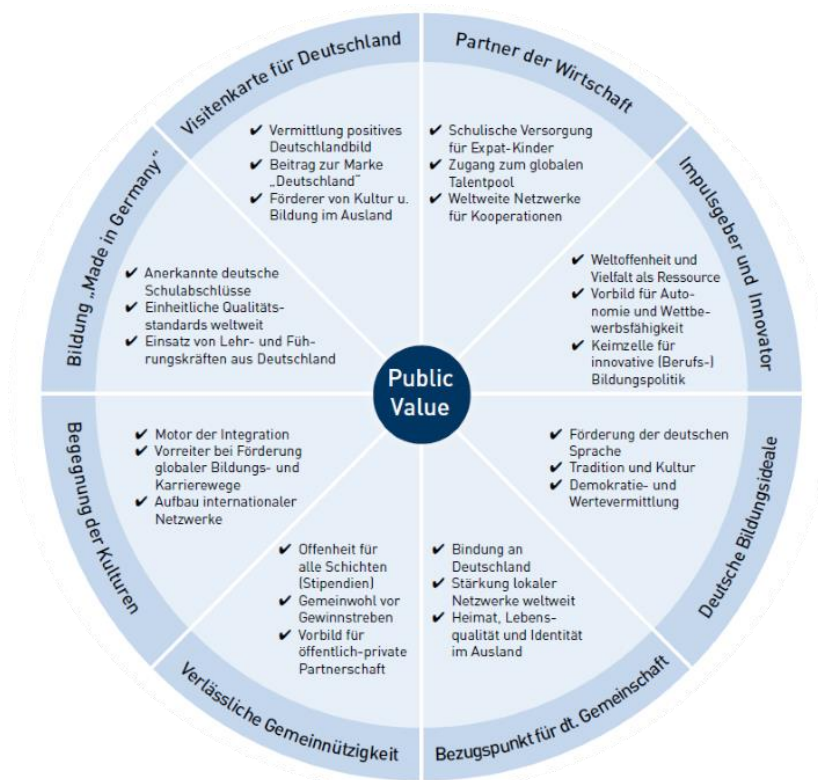 Visitenkarte für Deutschland
✔ Vermittlung positives
Deutschlandbild
✔ Beitrag zur Marke
„Deutschland“
✔ Förderer von Kultur u.
Bildung im Ausland
Partner der Wirtschaft
✔ Schulische Versorgung
für Expat-Kinder
✔ Zugang zum globalen
Talentpool
✔ Weltweite Netzwerke
für Kooperationen
Impulsgeber und Innovator
✔ Weltoffenheit und
Vielfalt als Ressource
✔ Vorbild für Auto-
nomie und Wettbe-
werbsfähigkeit
✔ Keimzelle für
innovative (Berufs-)
Bildungspolitik
Deutsche Bildungsideale
✔ Förderung der deutschen
Sprache
✔ Tradition und Kultur
✔ Demokratie- und
Wertevermittlung
Bezugspunkt für dt. Gemeinschaft
✔ Bindung an
Deutschland
✔ Stärkung lokaler
Netzwerke weltweit
✔ Heimat, Lebens-
qualität und Identität
im Ausland
Verlässliche Gemeinnützigkeit
✔ Offenheit für
alle Schichten
(Stipendien)
✔ Gemeinwohl vor
Gewinnstreben
✔ Vorbild für
öffentlich-private
Partnerschaft
Begegnung der Kulturen
✔ Motor der Integration
✔ Vorreiter bei Förderung
globaler Bildungs- und
Karrierewege
✔ Aufbau internationaler
Netzwerke
Bildung „Made in Germany“
✔ Anerkannte deutsche
Schulabschlüsse
✔ Einheitliche Qualitäts-
standards weltweit
✔ Einsatz von Lehr- und Füh-
rungskräften aus Deutschland
Public
Value